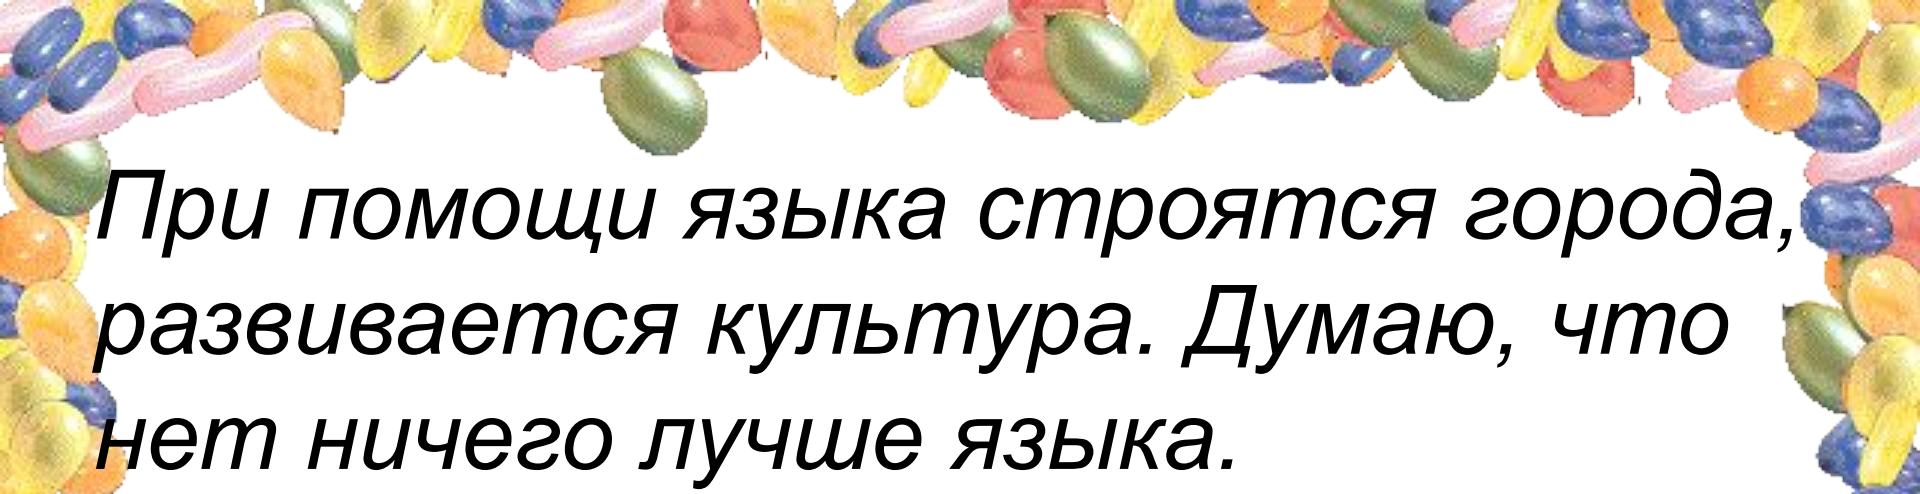 При помощи языка строятся города,
развивается культура. Думаю, что
нет ничего лучше языка.